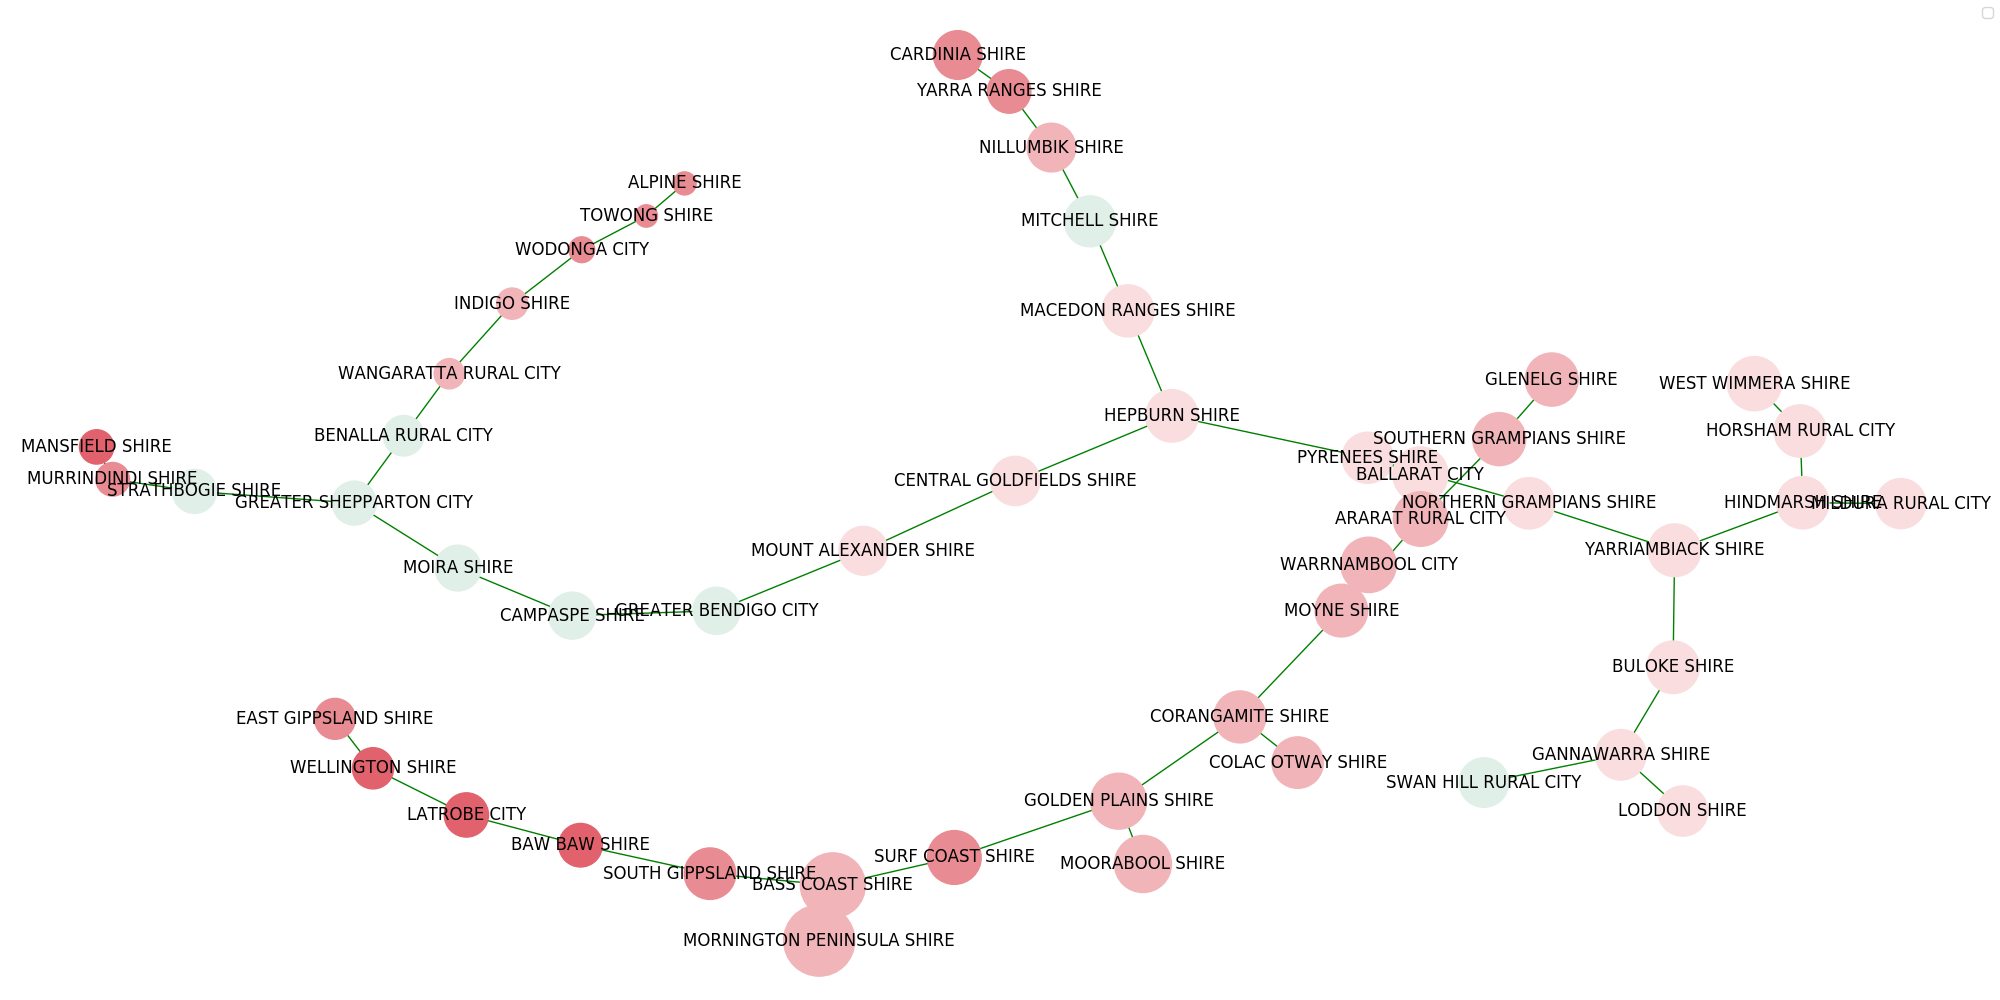 CARDINIA SHIRE
YARRA RANGES SHIRE
NILLUMBIK SHIRE
ALPINE SHIRE
TOWONG SHIRE
MITCHELL SHIRE
WODONGA CITY
INDIGO SHIRE
MACEDON RANGES SHIRE
WANGARATTA RURAL CITY
GLENELG SHIRE
WEST WIMMERA SHIRE
HEPBURN SHIRE
HORSHAM RURAL CITY
BENALLA RURAL CITY
SOUTHERN GRAMPIANS SHIRE
MANSFIELD SHIRE
PYRENEES SHIRE
BALLARAT CITY
MURRINDINDI SHIRE
CENTRAL GOLDFIELDS SHIRE
STRATHBOGIE SHIRE
GREATER SHEPPARTON CITY
NORTHERN GRAMPIANS SHIRE
HINDMARSH SHIRE
MILDURA RURAL CITY
ARARAT RURAL CITY
MOUNT ALEXANDER SHIRE
YARRIAMBIACK SHIRE
MOIRA SHIRE
WARRNAMBOOL CITY
CAMPASPE SHIRE
GREATER BENDIGO CITY
MOYNE SHIRE
BULOKE SHIRE
EAST GIPPSLAND SHIRE
CORANGAMITE SHIRE
GANNAWARRA SHIRE
WELLINGTON SHIRE
COLAC OTWAY SHIRE
SWAN HILL RURAL CITY
GOLDEN PLAINS SHIRE
LODDON SHIRE
LATROBE CITY
BAW BAW SHIRE
SURF COAST SHIRE
MOORABOOL SHIRE
SOUTH GIPPSLAND SHIRE
BASS COAST SHIRE
MORNINGTON PENINSULA SHIRE